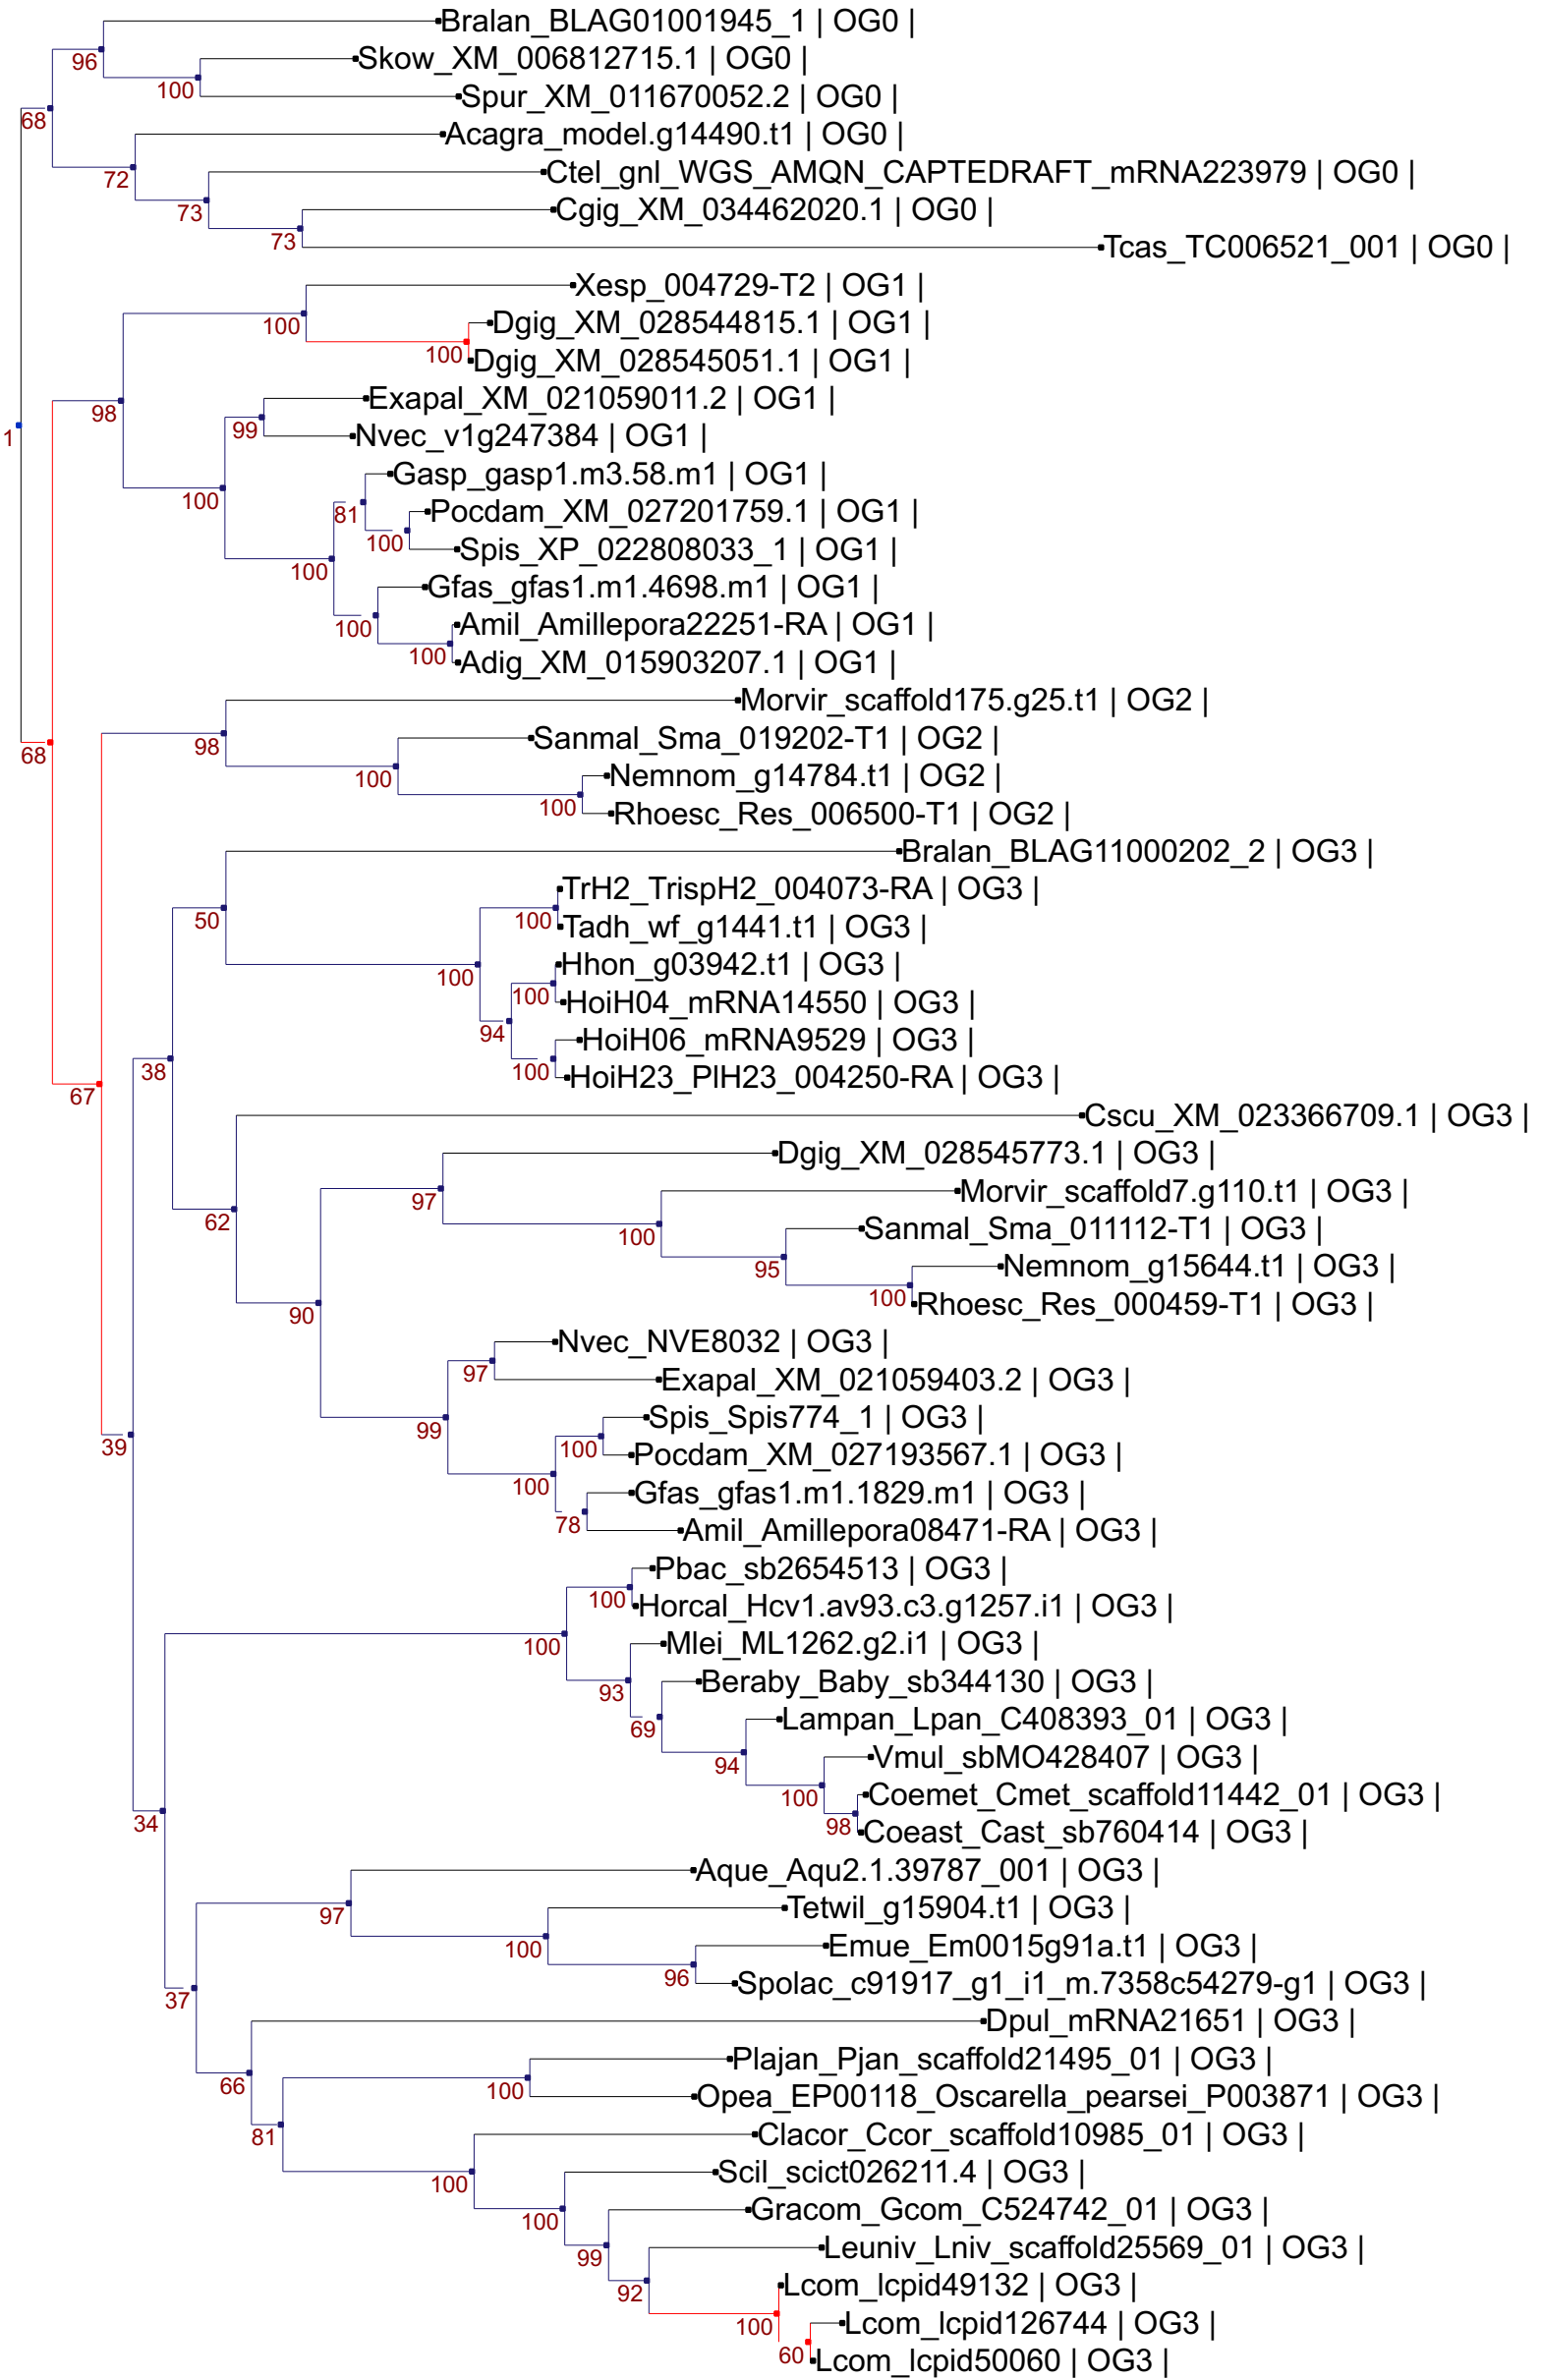 Bralan_BLAG01001945_1 | OG0 |
96
Skow_XM_006812715.1 | OG0 |
100
Spur_XM_011670052.2 | OG0 |
68
Acagra_model.g14490.t1 | OG0 |
72
Ctel_gnl_WGS_AMQN_CAPTEDRAFT_mRNA223979 | OG0 |
73
Cgig_XM_034462020.1 | OG0 |
73
Tcas_TC006521_001 | OG0 |
Xesp_004729-T2 | OG1 |
100
Dgig_XM_028544815.1 | OG1 |
100
Dgig_XM_028545051.1 | OG1 |
98
Exapal_XM_021059011.2 | OG1 |
99
1
Nvec_v1g247384 | OG1 |
Gasp_gasp1.m3.58.m1 | OG1 |
100
81
Pocdam_XM_027201759.1 | OG1 |
100
Spis_XP_022808033_1 | OG1 |
100
Gfas_gfas1.m1.4698.m1 | OG1 |
100
Amil_Amillepora22251-RA | OG1 |
100
Adig_XM_015903207.1 | OG1 |
Morvir_scaffold175.g25.t1 | OG2 |
68
98
Sanmal_Sma_019202-T1 | OG2 |
100
Nemnom_g14784.t1 | OG2 |
100
Rhoesc_Res_006500-T1 | OG2 |
Bralan_BLAG11000202_2 | OG3 |
TrH2_TrispH2_004073-RA | OG3 |
50
100
Tadh_wf_g1441.t1 | OG3 |
100
Hhon_g03942.t1 | OG3 |
100
HoiH04_mRNA14550 | OG3 |
94
HoiH06_mRNA9529 | OG3 |
38
100
HoiH23_PlH23_004250-RA | OG3 |
67
Cscu_XM_023366709.1 | OG3 |
Dgig_XM_028545773.1 | OG3 |
97
Morvir_scaffold7.g110.t1 | OG3 |
62
100
Sanmal_Sma_011112-T1 | OG3 |
95
Nemnom_g15644.t1 | OG3 |
100
Rhoesc_Res_000459-T1 | OG3 |
90
Nvec_NVE8032 | OG3 |
97
Exapal_XM_021059403.2 | OG3 |
Spis_Spis774_1 | OG3 |
99
39
100
Pocdam_XM_027193567.1 | OG3 |
100
Gfas_gfas1.m1.1829.m1 | OG3 |
78
Amil_Amillepora08471-RA | OG3 |
Pbac_sb2654513 | OG3 |
100
Horcal_Hcv1.av93.c3.g1257.i1 | OG3 |
100
Mlei_ML1262.g2.i1 | OG3 |
93
Beraby_Baby_sb344130 | OG3 |
69
Lampan_Lpan_C408393_01 | OG3 |
94
Vmul_sbMO428407 | OG3 |
100
Coemet_Cmet_scaffold11442_01 | OG3 |
34
98
Coeast_Cast_sb760414 | OG3 |
Aque_Aqu2.1.39787_001 | OG3 |
97
Tetwil_g15904.t1 | OG3 |
100
Emue_Em0015g91a.t1 | OG3 |
96
Spolac_c91917_g1_i1_m.7358c54279-g1 | OG3 |
37
Dpul_mRNA21651 | OG3 |
Plajan_Pjan_scaffold21495_01 | OG3 |
66
100
Opea_EP00118_Oscarella_pearsei_P003871 | OG3 |
81
Clacor_Ccor_scaffold10985_01 | OG3 |
100
Scil_scict026211.4 | OG3 |
100
Gracom_Gcom_C524742_01 | OG3 |
99
Leuniv_Lniv_scaffold25569_01 | OG3 |
92
Lcom_lcpid49132 | OG3 |
100
Lcom_lcpid126744 | OG3 |
60
Lcom_lcpid50060 | OG3 |